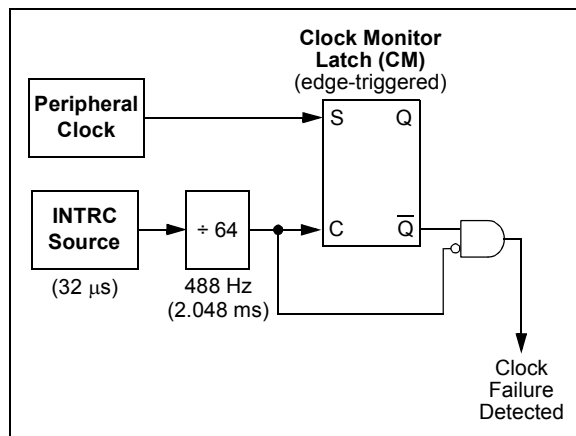 Clock Monitor
Latch (CM)
(edge-triggered)
Peripheral
Clock
S
Q
INTRC
Source
(32 μs)
÷ 64
488 Hz
(2.048 ms)
C
Q̅
Clock
Failure
Detected